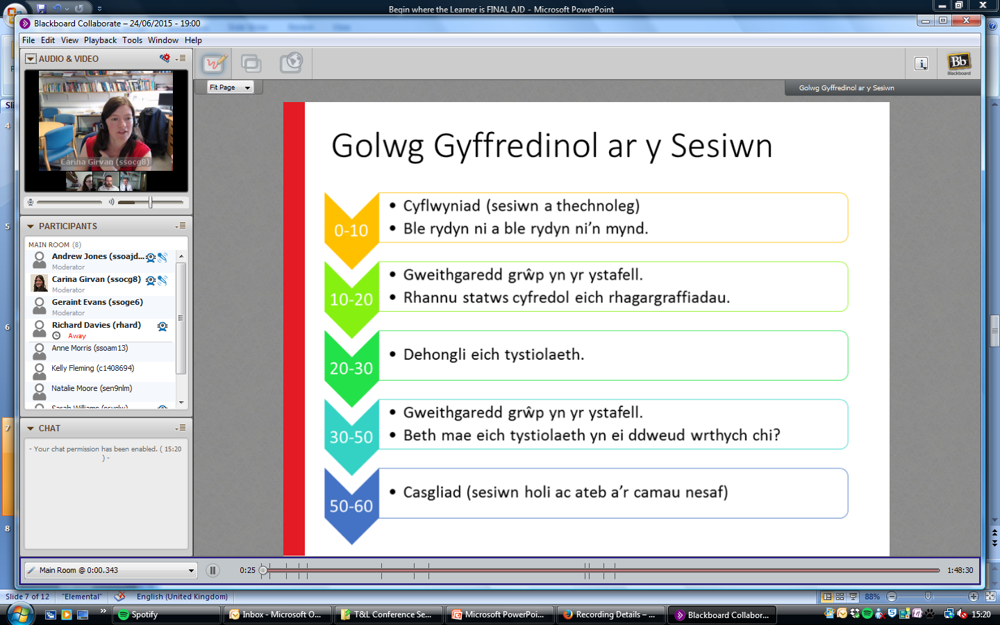 Begin where the Learner is FINAL AJD - Microsoft PowerPoint
Blackboard Collaborate – 24/06/2015 - 19:00
File Edit View Playback Tools Window Help
AUDIO & VIDEO
Carina Girvan (ssocg8)
PARTICIPANTS
MAIN ROOM (8)
Andrew Jones (ssoajd...
Moderator
Carina Girvan (ssocg8)
Moderator
Geraint Evans (ssoge6)
Moderator
Richard Davies (rhard)
Away
Anne Morris (ssoam13)
Kelly Fleming (c1408694)
Natalie Moore (sen9nlm)
CHAT
- Your chat permission has been enabled. ( 15:20
) -
Fit Page
Golwg Gyffredinol ar y Sesiwn
Bb
Blackboard
Golwg Gyffredinol ar y Sesiwn
0-10
• Cyflwyniad (sesiwn a thechnoleg)
• Ble rydyn ni a ble rydyn ni’n mynd.
10-20
• Gweithgaredd grŵp yn yr ystafell.
• Rhannu statws cyfredol eich rhagargraffiadau.
20-30
• Dehongli eich tystiolaeth.
30-50
• Gweithgaredd grŵp yn yr ystafell.
• Beth mae eich tystiolaeth yn ei ddweud wrthych chi?
50-60
• Casgliad (sesiwn holi ac ateb a’r camau nesaf)
4
5
6
7
8
Main Room @ 0:00.343
0:25
1:48:30
Slide 7 of 12
"Elemental"
English (United Kingdom)
88%
Spotify
Inbox - Microsoft O...
T&L Conference Se...
Microsoft PowerPoi...
Recording Details – ...
Blackboard Collabor...
15:20